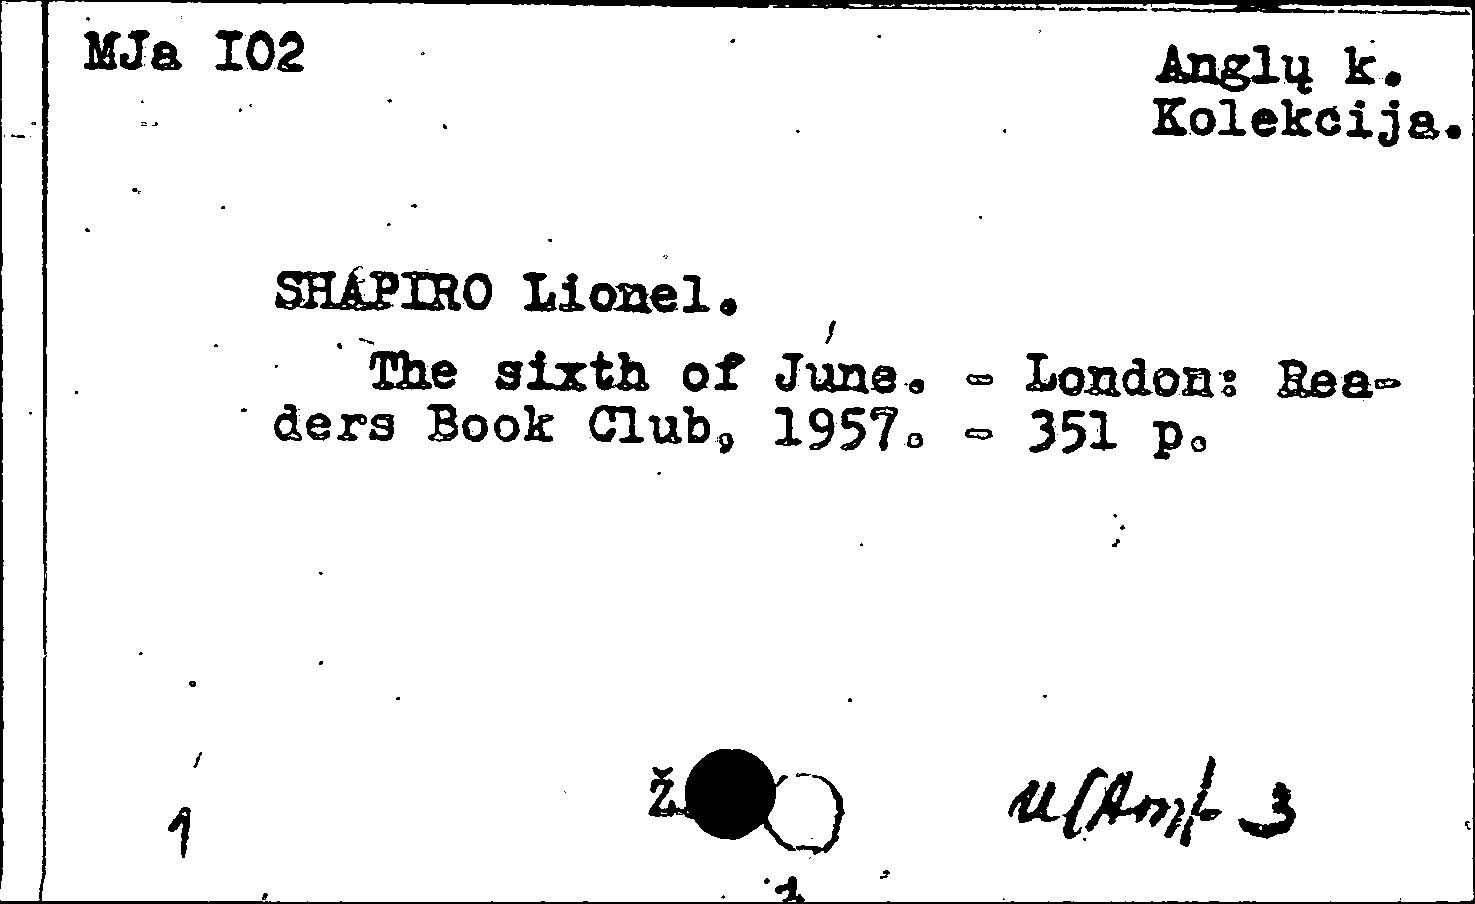 MJa I02
Anglų k.
Kolekcija.
SHAPIRO Lionel.
The sixth of June. - London: Rea-
ders Book Club, 1957. - 351 p.
1
Ž
3
1